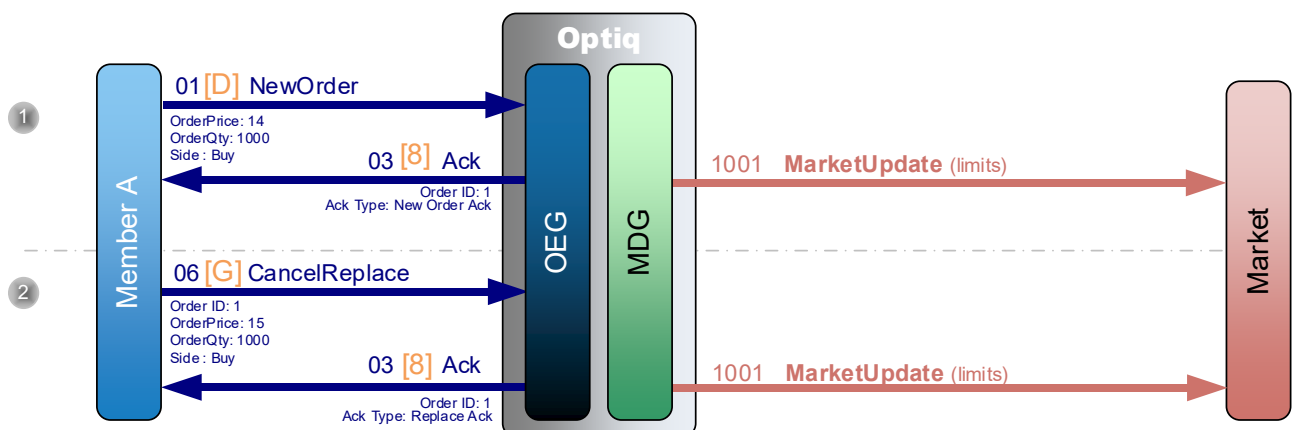 Optiq
1
Member A
01 [D] NewOrder
OrderPrice: 14
OrderQty: 1000
Side : Buy
03 [8] Ack
Order ID: 1
Ack Type: New Order Ack
OEG
MDG
1001 MarketUpdate (limits)
Market
2
06 [G] CancelReplace
Order ID: 1
OrderPrice: 15
OrderQty: 1000
Side : Buy
03 [8] Ack
Order ID: 1
Ack Type: Replace Ack
1001 MarketUpdate (limits)